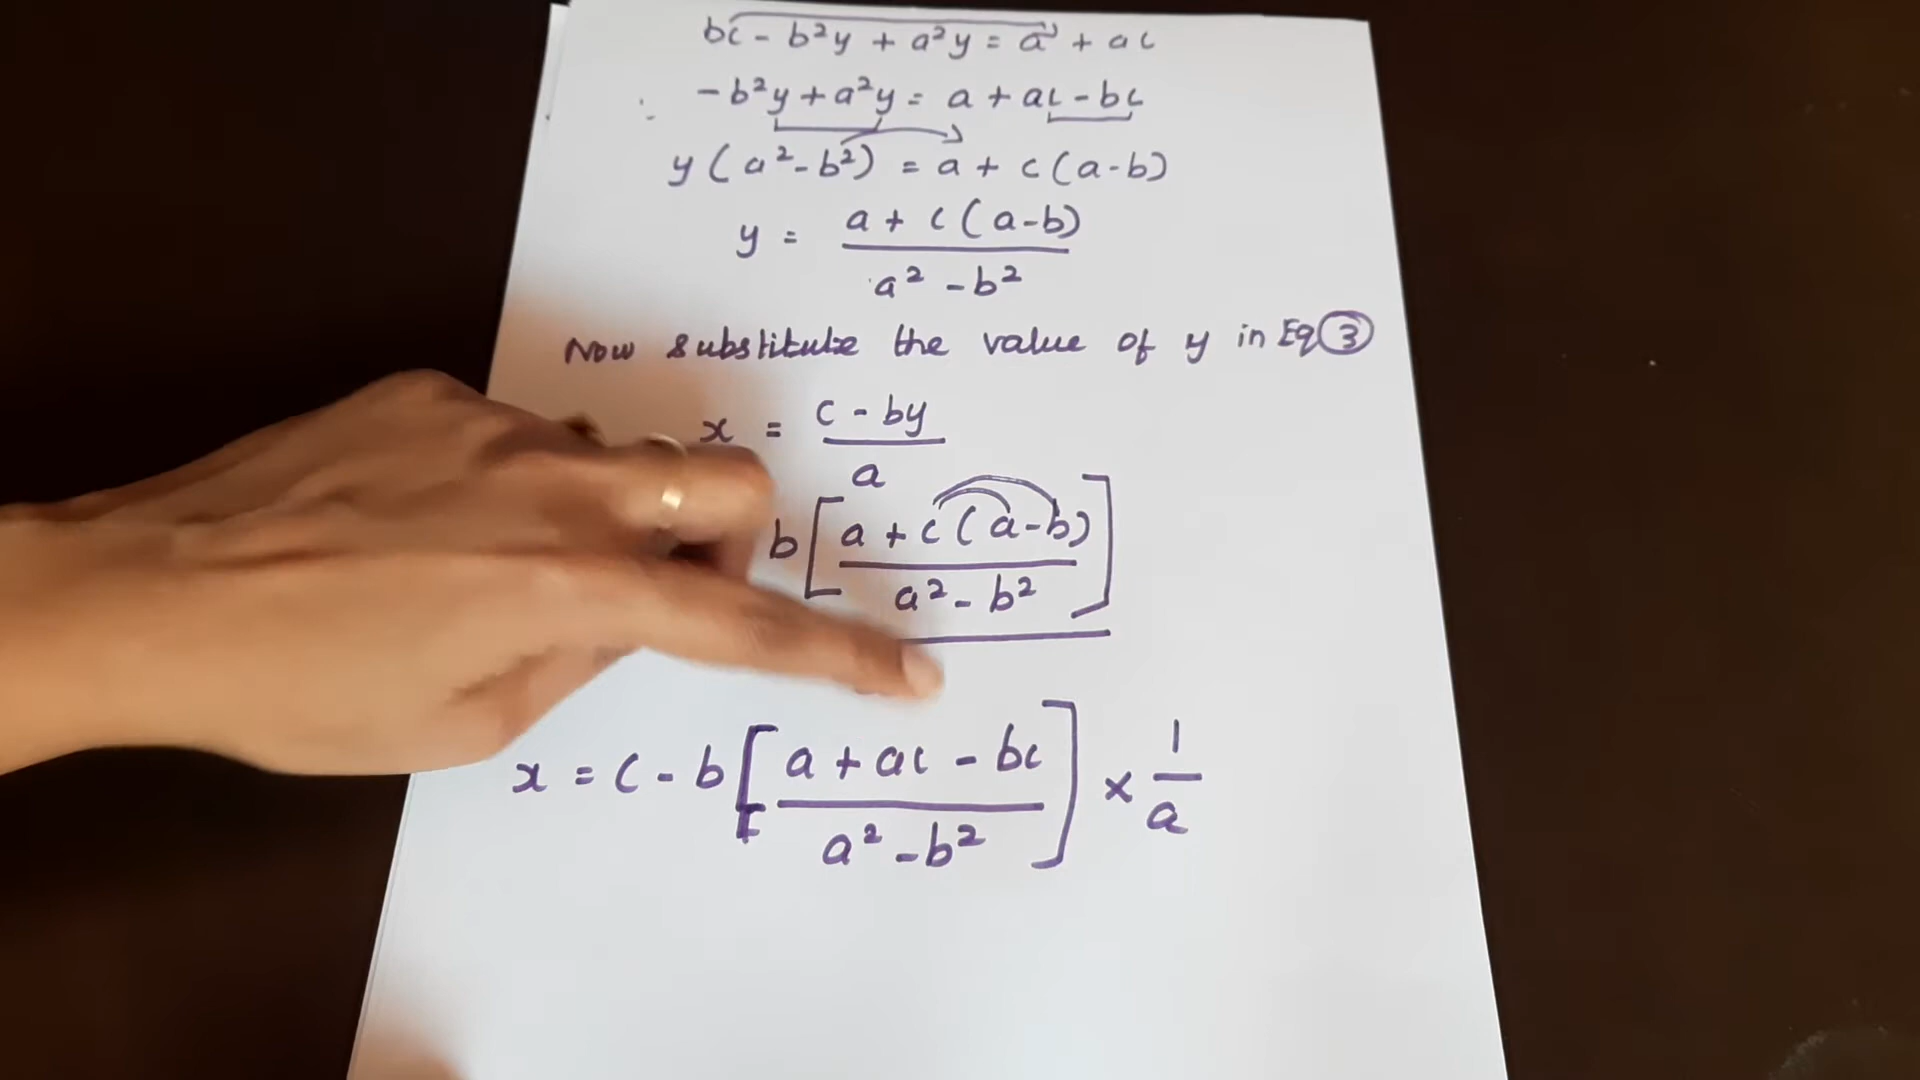 bc - b²y + a²y = a + ac
-b²y + a²y = a + ac - bc
y(a² - b²) = a + c(a-b)
y = a + c(a-b)
a² - b²
Now substitute the value of y in Eq 3
x = c - by
a
b[a + c(a-b)]
a² - b²
x = c - b[a + ac - bc] × 1
a² - b² a